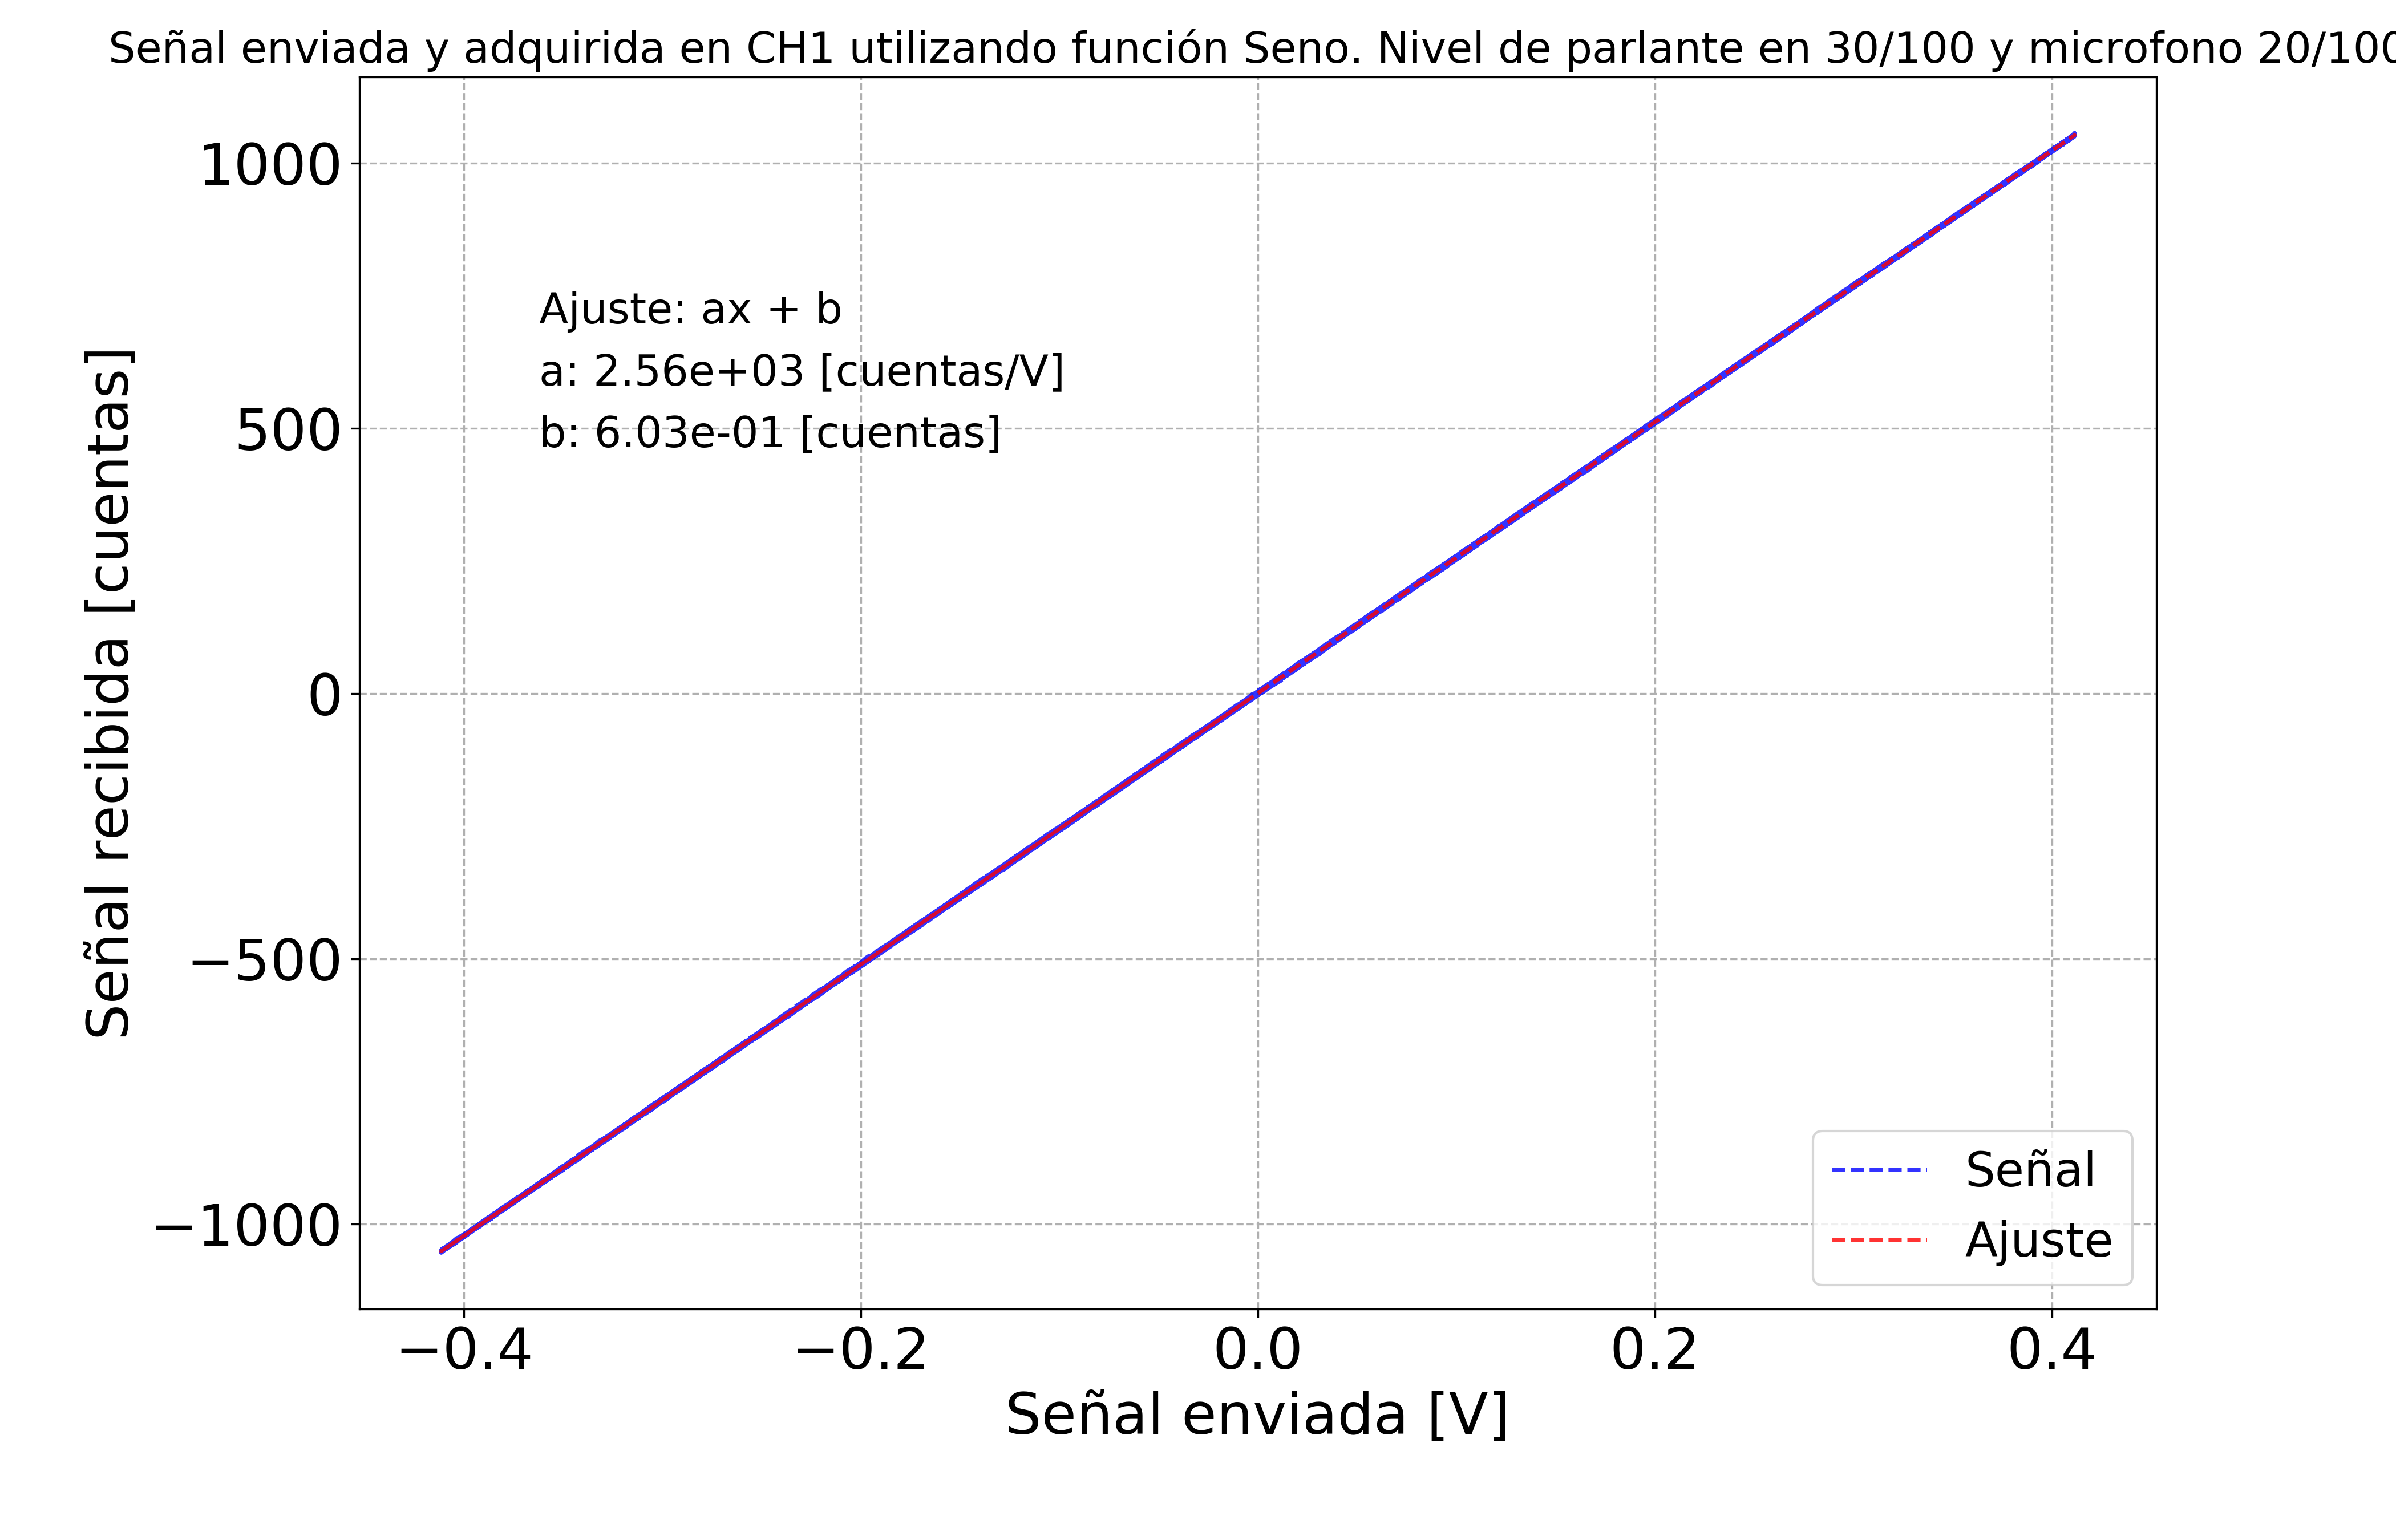 Señal enviada y adquirida en CH1 utilizando función Seno. Nivel de parlante en 30/100 y microfono 20/100
Señal recibida [cuentas]
1000
500
0
−500
−1000
Ajuste: ax + b
a: 2.56e+03 [cuentas/V]
b: 6.03e-01 [cuentas]
Señal
Ajuste
−0.4
−0.2
0.0
0.2
0.4
Señal enviada [V]